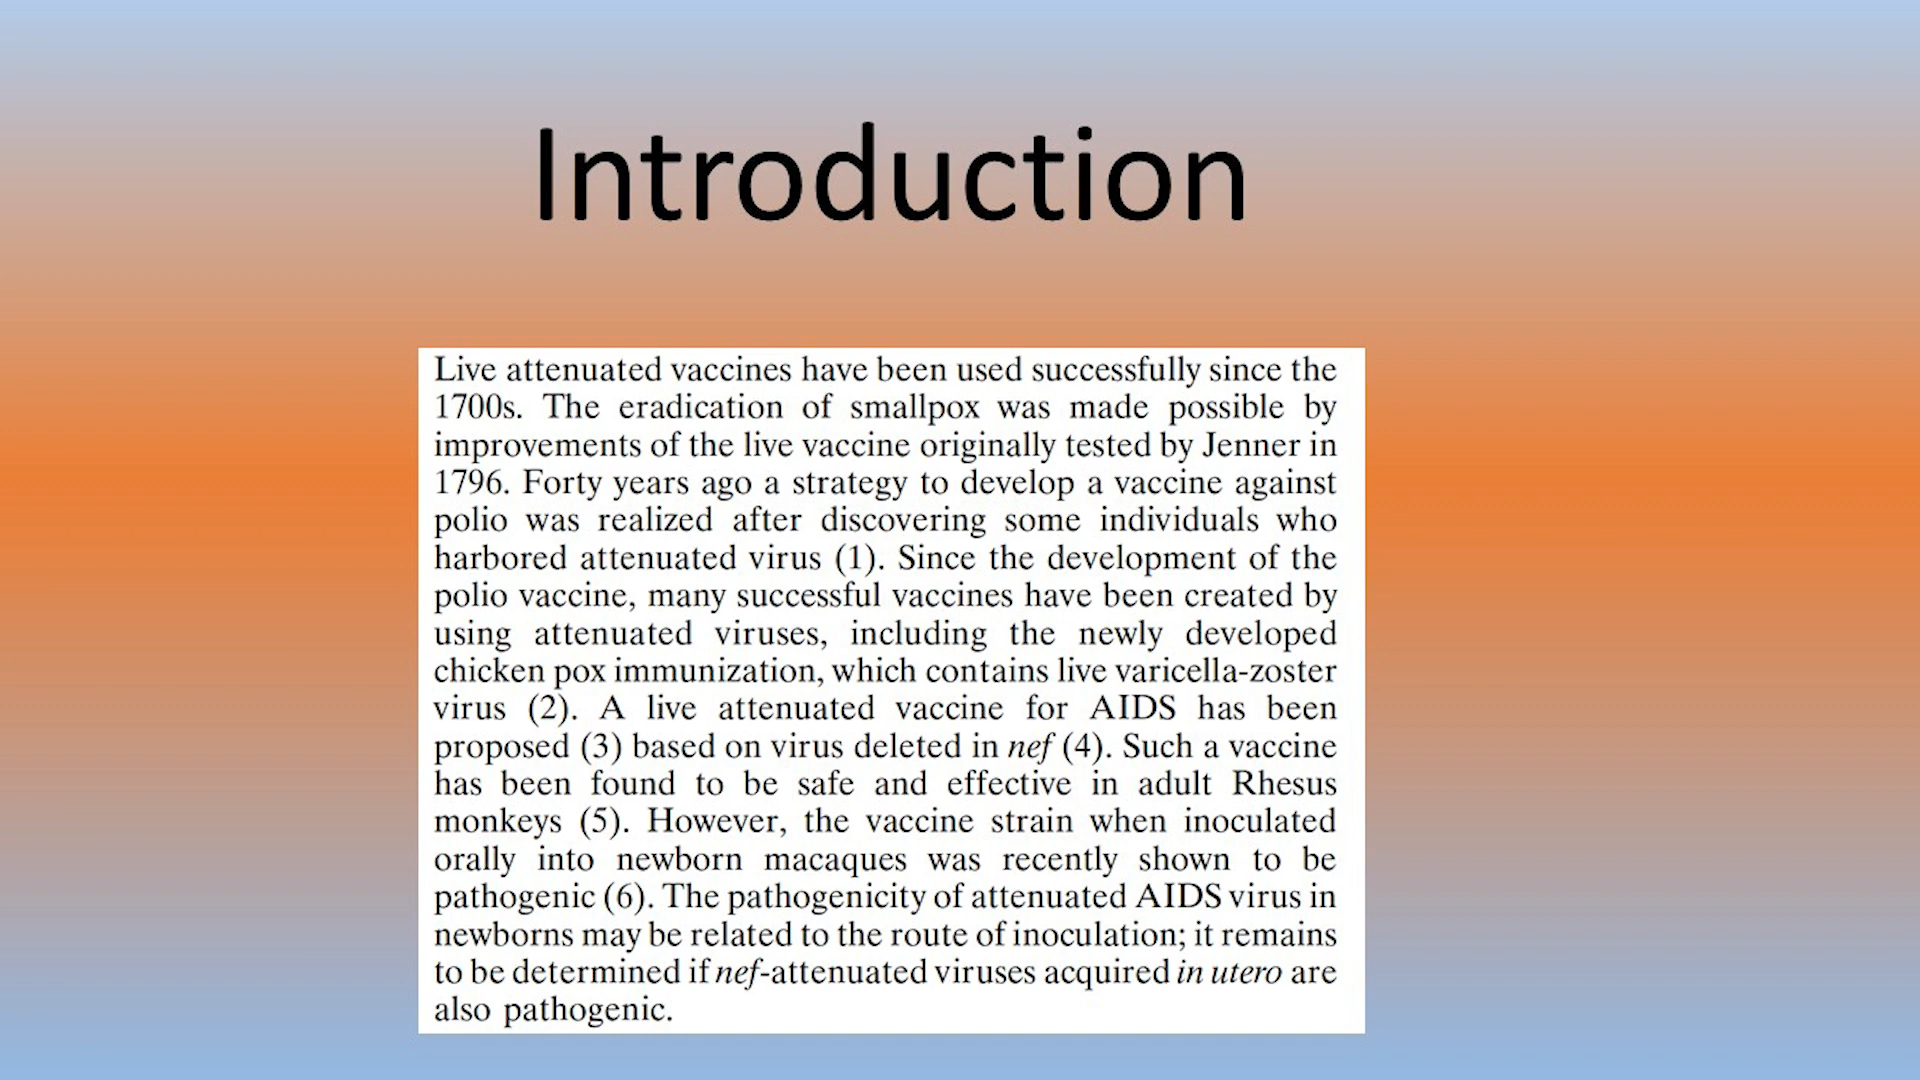 Introduction
Live attenuated vaccines have been used successfully since the
1700s. The eradication of smallpox was made possible by
improvements of the live vaccine originally tested by Jenner in
1796. Forty years ago a strategy to develop a vaccine against
polio was realized after discovering some individuals who
harbored attenuated virus (1). Since the development of the
polio vaccine, many successful vaccines have been created by
using attenuated viruses, including the newly developed
chicken pox immunization, which contains live varicella-zoster
virus (2). A live attenuated vaccine for AIDS has been
proposed (3) based on virus deleted in nef (4). Such a vaccine
has been found to be safe and effective in adult Rhesus
monkeys (5). However, the vaccine strain when inoculated
orally into newborn macaques was recently shown to be
pathogenic (6). The pathogenicity of attenuated AIDS virus in
newborns may be related to the route of inoculation; it remains
to be determined if nef-attenuated viruses acquired in utero are
also pathogenic.